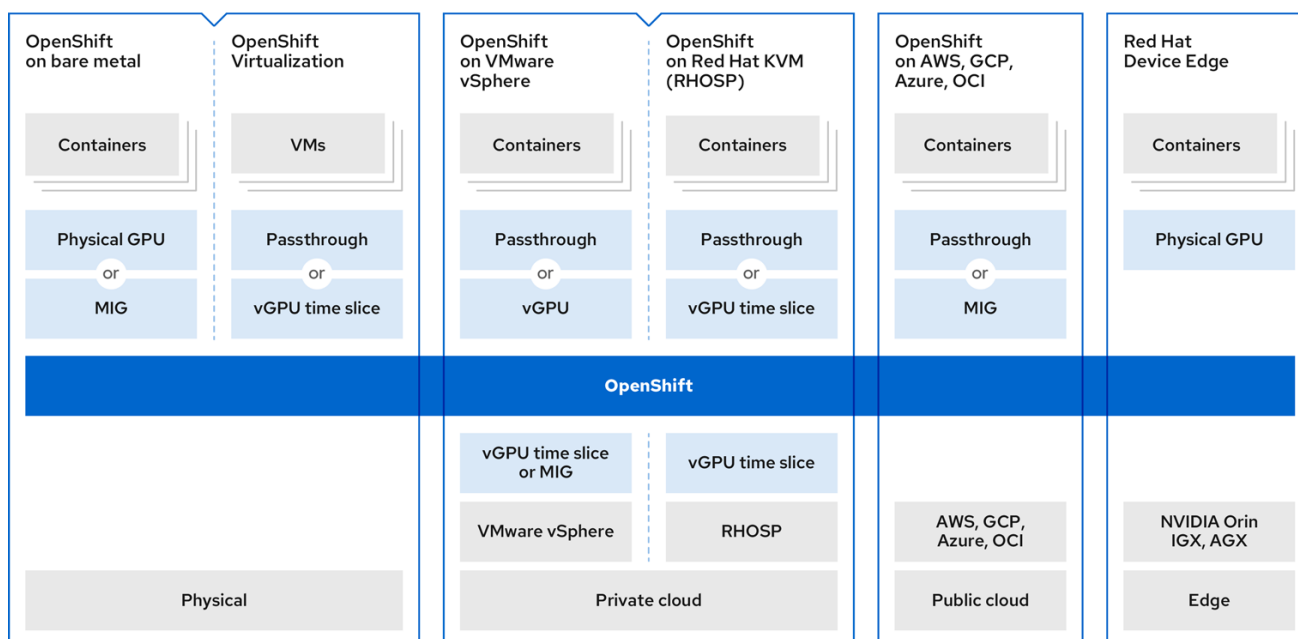 OpenShift
on bare metal
OpenShift
Virtualization
OpenShift
on VMware
vSphere
OpenShift
on Red Hat KVM
(RHOSP)
OpenShift
on AWS, GCP,
Azure, OCI
Red Hat
Device Edge
Containers
VMs
Containers
Containers
Containers
Containers
Physical GPU
or
MIG
Passthrough
or
vGPU time slice
Passthrough
or
vGPU
Passthrough
or
vGPU time slice
Passthrough
or
MIG
Physical GPU
OpenShift
vGPU time slice
or MIG
vGPU time slice
VMware vSphere
RHOSP
AWS, GCP,
Azure, OCI
NVIDIA Orin
IGX, AGX
Physical
Private cloud
Public cloud
Edge